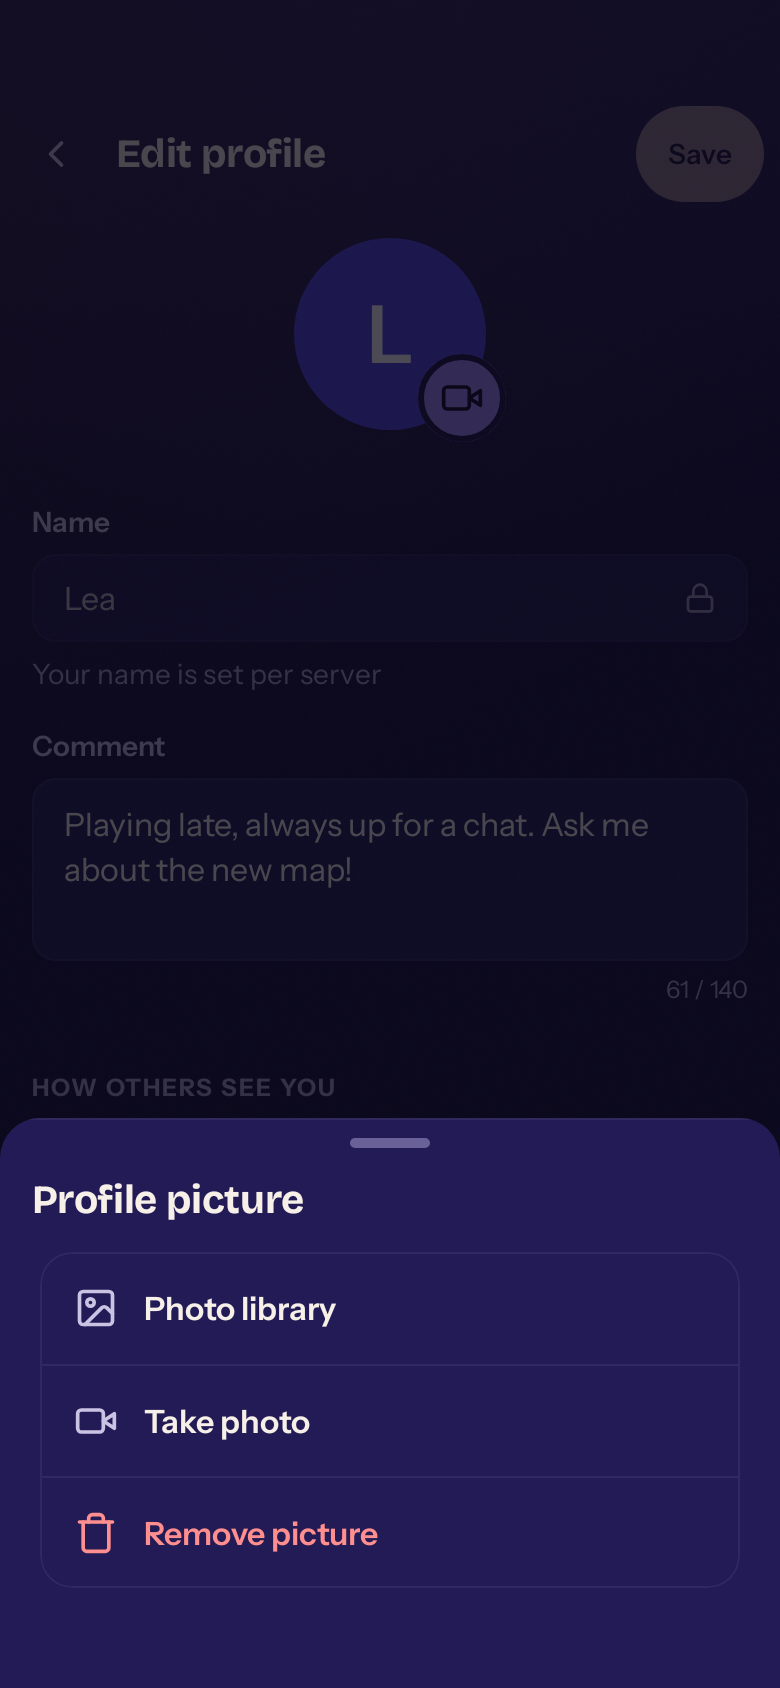 Edit profile
Save
L
Name
Lea
Your name is set per server
Comment
Playing late, always up for a chat. Ask me
about the new map!
61 / 140
HOW OTHERS SEE YOU
Profile picture
Photo library
Take photo
Remove picture